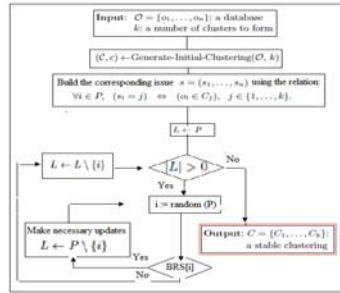 Input: 𝒪 = {o₁, …, oₙ}: a database
k: a number of clusters to form
(𝒞, c) ←Generate-Initial-Clustering(𝒪, k)
Build the corresponding issue s = (s₁, …, sₙ) using the relation:
∀i ∈ P, (sᵢ = j) ⇔ (oᵢ ∈ Cⱼ), j ∈ {1, …, k}.
L ← P
L ← L \ {i}
|L| > 0
No
Yes
i := random (P)
Make necessary updates
L ← P \ {i}
Output: C = {C₁, …, Cₖ}:
a stable clustering
Yes
BRS[i]
No